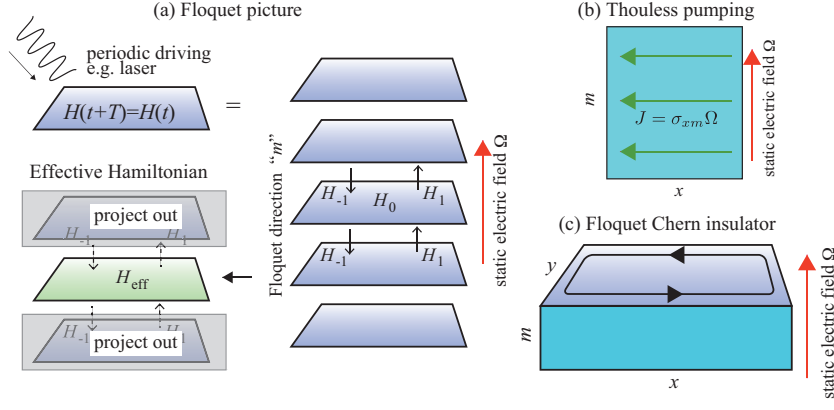 (a) Floquet picture
periodic driving
e.g. laser
H(t+T)=H(t)
=
Effective Hamiltonian
project out
H-1
H1
Heff
H-1
H1
project out
Floquet direction “m”
H-1
H1
H0
H-1
H1
static electric field Ω
(b) Thouless pumping
m
J = σxmΩ
x
static electric field Ω
(c) Floquet Chern insulator
y
m
x
static electric field Ω